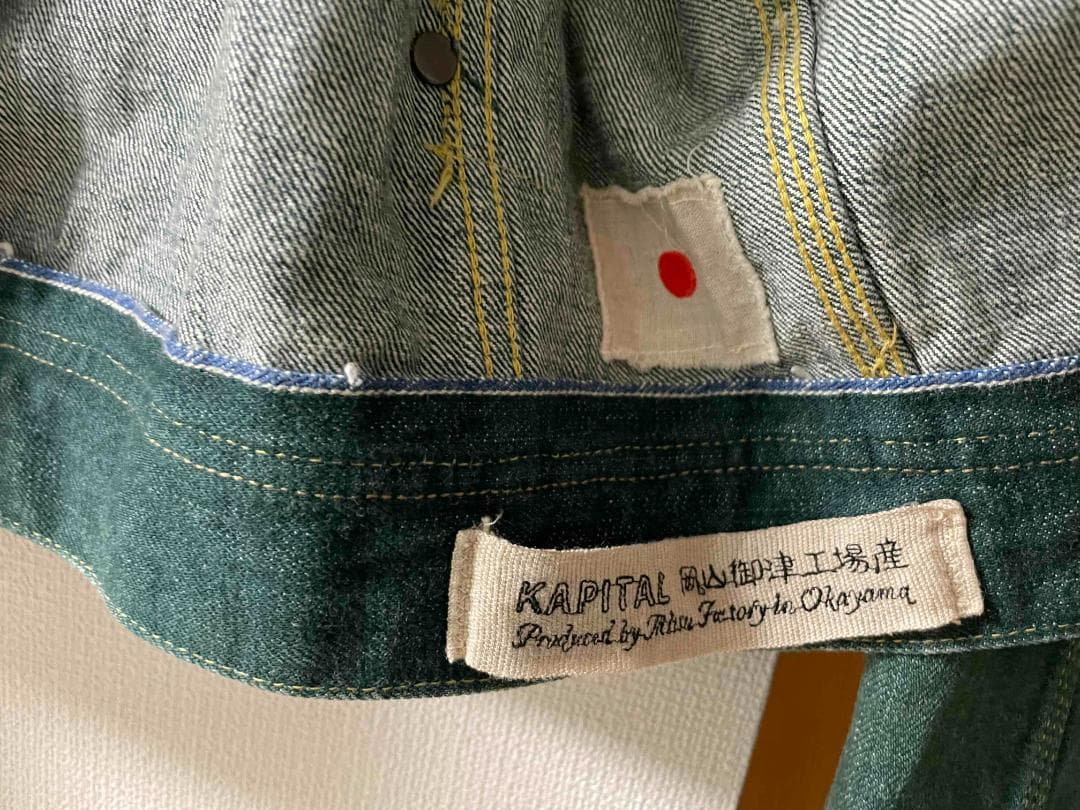 KAPITAL 岡山御津工場産
Produced by Mitsu Factory in Okayama